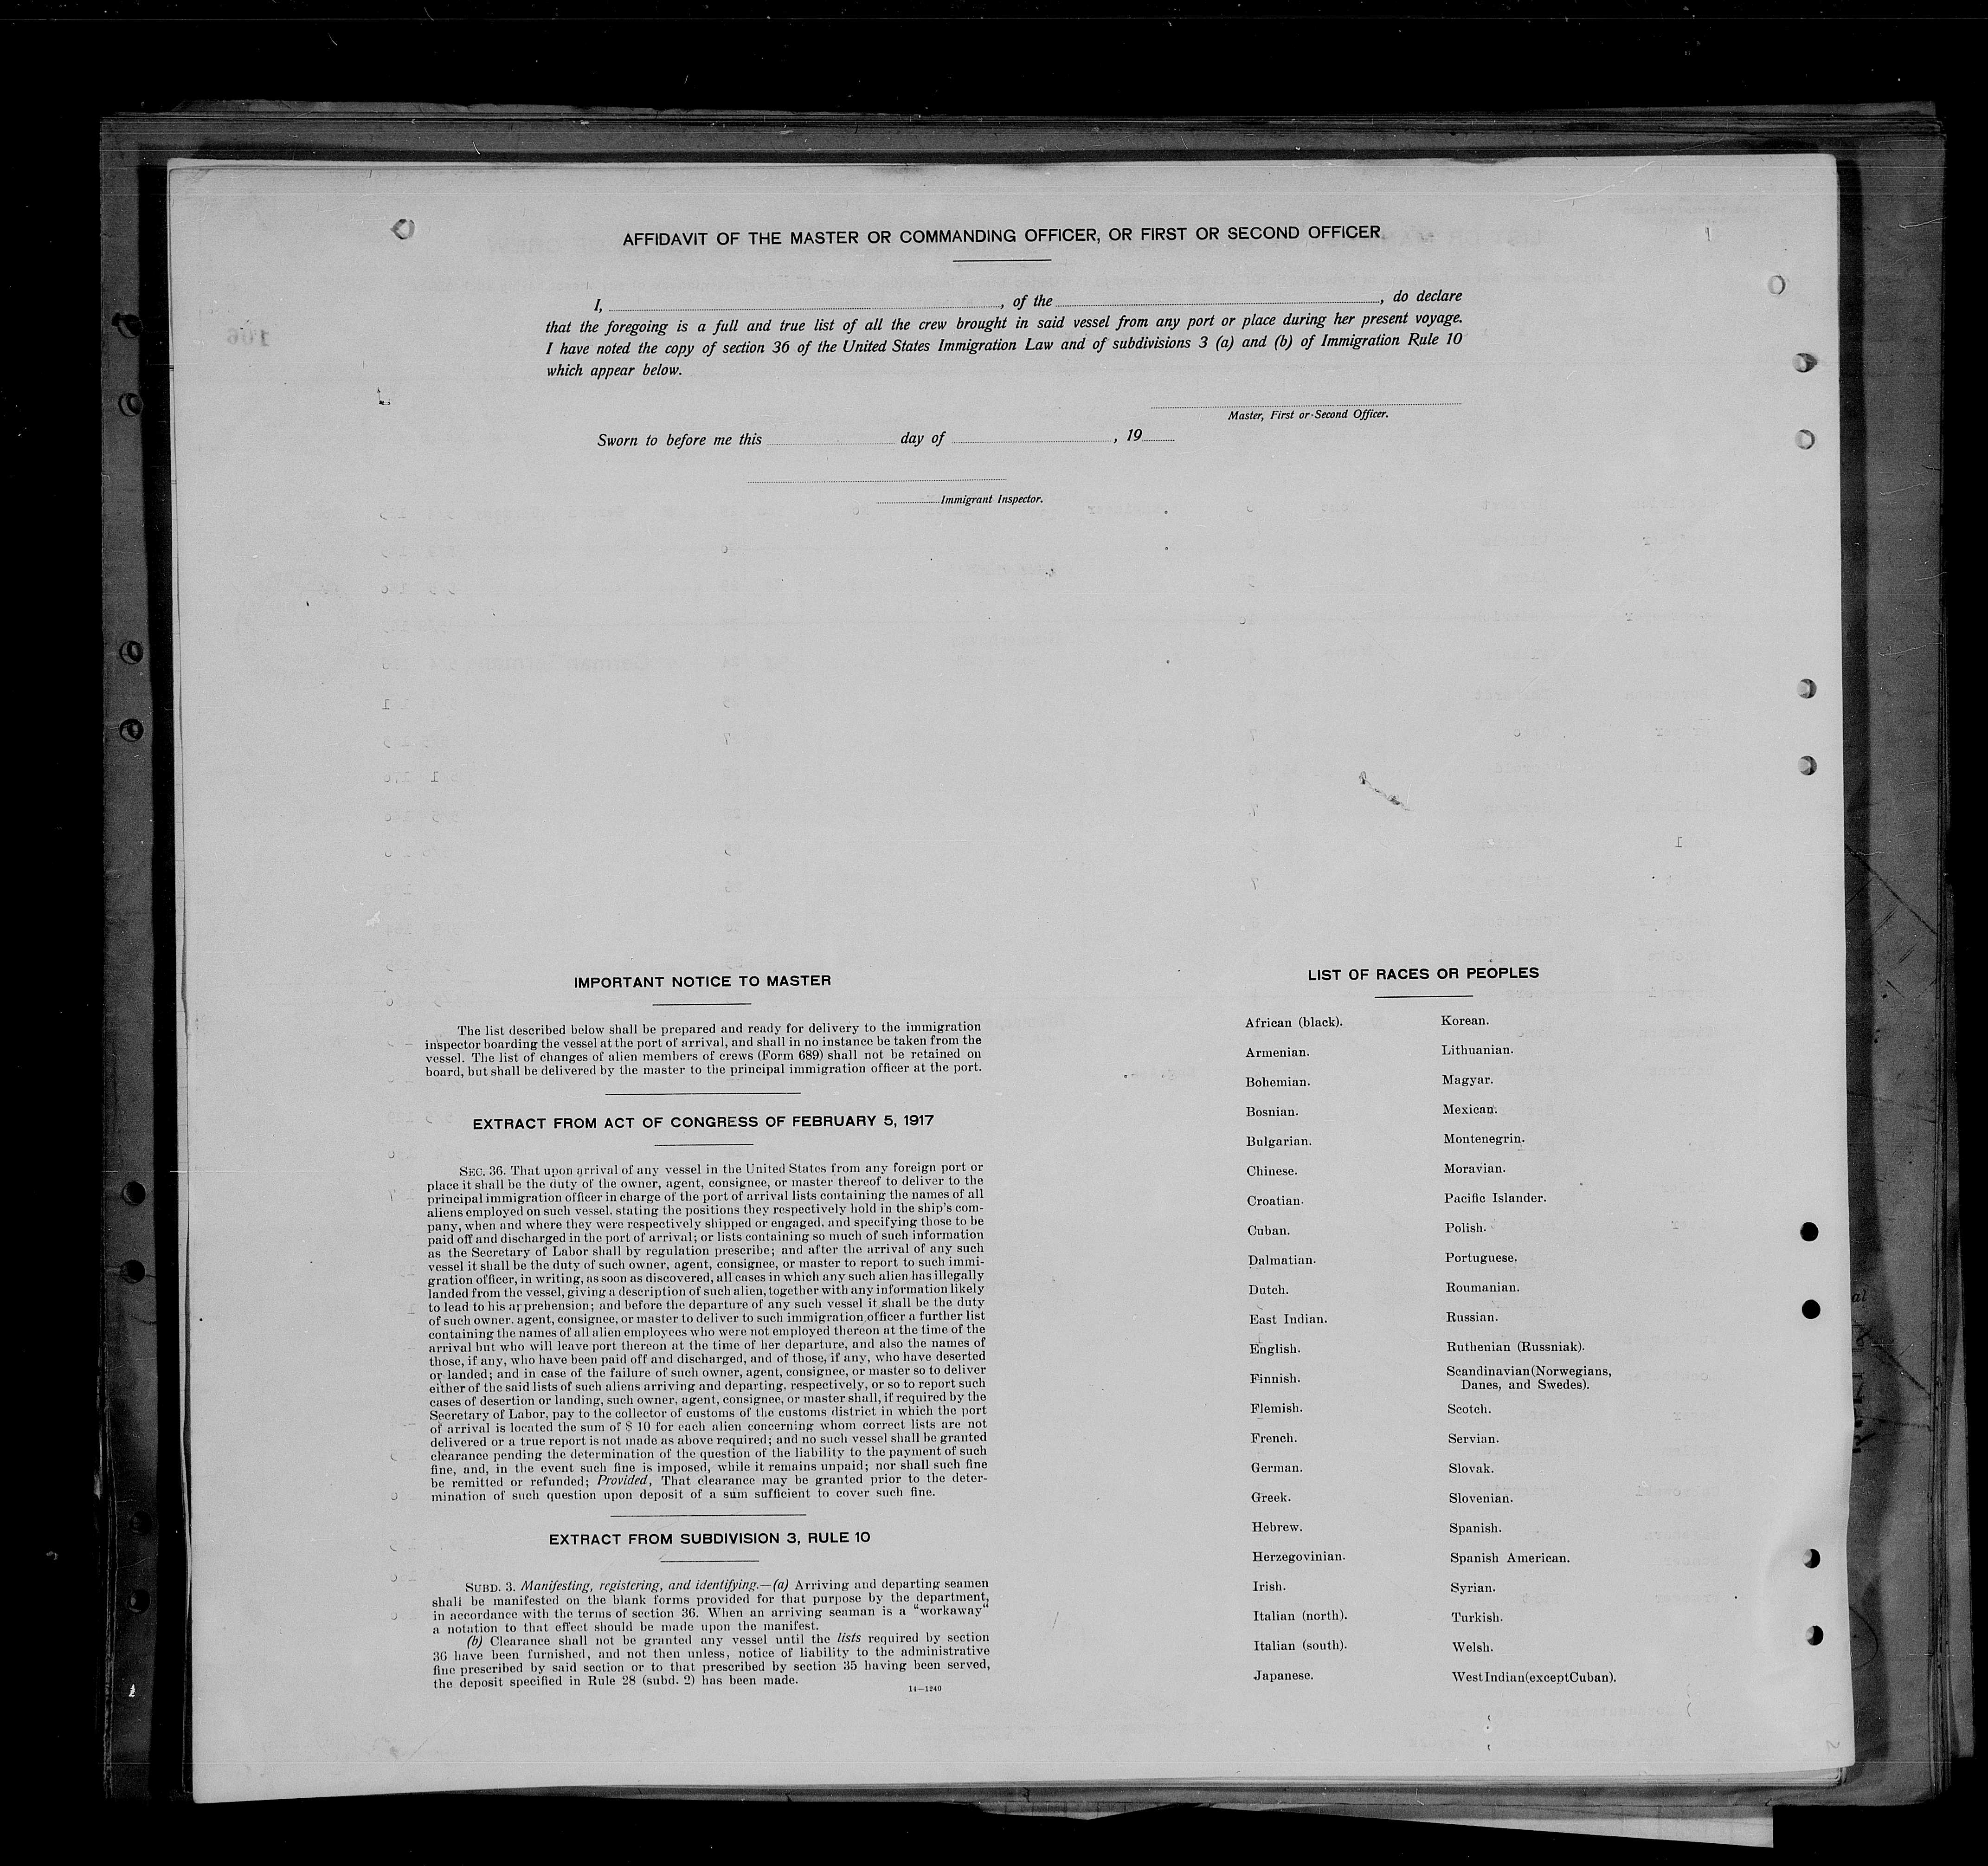 AFFIDAVIT OF THE MASTER OR COMMANDING OFFICER, OR FIRST OR SECOND OFFICER
I, , of the , do declare
that the foregoing is a full and true list of all the crew brought in said vessel from any port or place during her present voyage.
I have noted the copy of section 36 of the United States Immigration Law and of subdivisions 3 (a) and (b) of Immigration Rule 10
which appear below.
Master, First or Second Officer.
Sworn to before me this day of , 19
Immigrant Inspector.
IMPORTANT NOTICE TO MASTER
The list described below shall be prepared and ready for delivery to the immigration
inspector boarding the vessel at the port of arrival, and shall in no instance be taken from the
vessel. The list of changes of alien members of crews (Form 689) shall not be retained on
board, but shall be delivered by the master to the principal immigration officer at the port.
EXTRACT FROM ACT OF CONGRESS OF FEBRUARY 5, 1917
SEC. 36. That upon arrival of any vessel in the United States from any foreign port or
place it shall be the duty of the owner, agent, consignee, or master thereof to deliver to the
principal immigration officer in charge of the port of arrival lists containing the names of all
aliens employed on such vessel, stating the positions they respectively hold in the ship's com-
pany, when and where they were respectively shipped or engaged, and specifying those to be
paid off and discharged in the port of arrival; or lists containing so much of such information
as the Secretary of Labor shall by regulation prescribe; and after the arrival of any such
vessel it shall be the duty of such owner, agent, consignee, or master to report to such immi-
gration officer, in writing, as soon as discovered, all cases in which any such alien has illegally
landed from the vessel, giving a description of such alien, together with any information likely
to lead to his apprehension; and before the departure of any such vessel it shall be the duty
of such owner. agent, consignee, or master to deliver to such immigration officer a further list
containing the names of all alien employees who were not employed thereon at the time of the
arrival but who will leave port thereon at the time of her departure, and also the names of
those, if any, who have been paid off and discharged, and of those, if any, who have deserted
or landed; and in case of the failure of such owner, agent, consignee, or master so to deliver
either of the said lists of such aliens arriving and departing, respectively, or so to report such
cases of desertion or landing, such owner, agent, consignee, or master shall, if required by the
Secretary of Labor, pay to the collector of customs of the customs district in which the port
of arrival is located the sum of $ 10 for each alien concerning whom correct lists are not
delivered or a true report is not made as above required; and no such vessel shall be granted
clearance pending the determination of the question of the liability to the payment of such
fine, and, in the event such fine is imposed, while it remains unpaid; nor shall such fine
be remitted or refunded; Provided, That clearance may be granted prior to the deter-
mination of such question upon deposit of a sum sufficient to cover such fine.
EXTRACT FROM SUBDIVISION 3, RULE 10
SUBD. 3. Manifesting, registering, and identifying.—(a) Arriving and departing seamen
shall be manifested on the blank forms provided for that purpose by the department,
in accordance with the terms of section 36. When an arriving seaman is a "workaway"
a notation to that effect should be made upon the manifest.
(b) Clearance shall not be granted any vessel until the lists required by section
36 have been furnished, and not then unless, notice of liability to the administrative
fine prescribed by said section or to that prescribed by section 35 having been served,
the deposit specified in Rule 28 (subd. 2) has been made.
14—1240
LIST OF RACES OR PEOPLES
African (black).
Armenian.
Bohemian.
Bosnian.
Bulgarian.
Chinese.
Croatian.
Cuban.
Dalmatian.
Dutch.
East Indian.
English.
Finnish.
Flemish.
French.
German.
Greek.
Hebrew.
Herzegovinian.
Irish.
Italian (north).
Italian (south).
Japanese.
Korean.
Lithuanian.
Magyar.
Mexican.
Montenegrin.
Moravian.
Pacific Islander.
Polish.
Portuguese.
Roumanian.
Russian.
Ruthenian (Russniak).
Scandinavian (Norwegians,
Danes, and Swedes).
Scotch.
Servian.
Slovak.
Slovenian.
Spanish.
Spanish American.
Syrian.
Turkish.
Welsh.
West Indian (except Cuban).